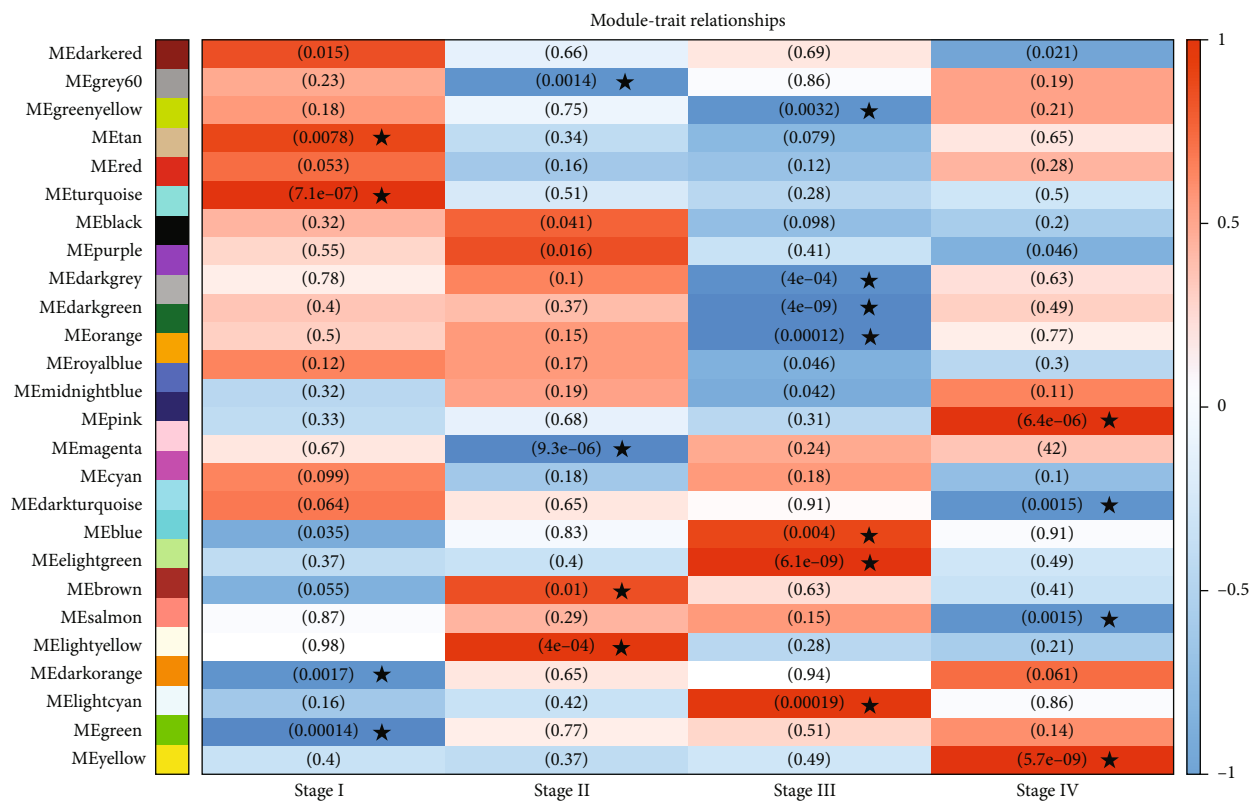 Module-trait relationships
MEdarkered (0.015) (0.66) (0.69) (0.021)
MEgrey60 (0.23) (0.0014) ★ (0.86) (0.19)
MEgreenyellow (0.18) (0.75) (0.0032) ★ (0.21)
MEtan (0.0078) ★ (0.34) (0.079) (0.65)
MEred (0.053) (0.16) (0.12) (0.28)
MEturquoise (7.1e–07) ★ (0.51) (0.28) (0.5)
MEblack (0.32) (0.041) (0.098) (0.2)
MEpurple (0.55) (0.016) (0.41) (0.046)
MEdarkgrey (0.78) (0.1) (4e–04) ★ (0.63)
MEdarkgreen (0.4) (0.37) (4e–09) ★ (0.49)
MEorange (0.5) (0.15) (0.00012) ★ (0.77)
MEroyalblue (0.12) (0.17) (0.046) (0.3)
MEmidnightblue (0.32) (0.19) (0.042) (0.11)
MEpink (0.33) (0.68) (0.31) (6.4e–06) ★
MEmagenta (0.67) (9.3e–06) ★ (0.24) (42)
MEcyan (0.099) (0.18) (0.18) (0.1)
MEdarkturquoise (0.064) (0.65) (0.91) (0.0015) ★
MEblue (0.035) (0.83) (0.004) ★ (0.91)
MEelightgreen (0.37) (0.4) (6.1e–09) ★ (0.49)
MEbrown (0.055) (0.01) ★ (0.63) (0.41)
MEsalmon (0.87) (0.29) (0.15) (0.0015) ★
MElightyellow (0.98) (4e–04) ★ (0.28) (0.21)
MEdarkorange (0.0017) ★ (0.65) (0.94) (0.061)
MElightcyan (0.16) (0.42) (0.00019) ★ (0.86)
MEgreen (0.00014) ★ (0.77) (0.51) (0.14)
MEyellow (0.4) (0.37) (0.49) (5.7e–09) ★
Stage I Stage II Stage III Stage IV
1
0.5
0
–0.5
–1